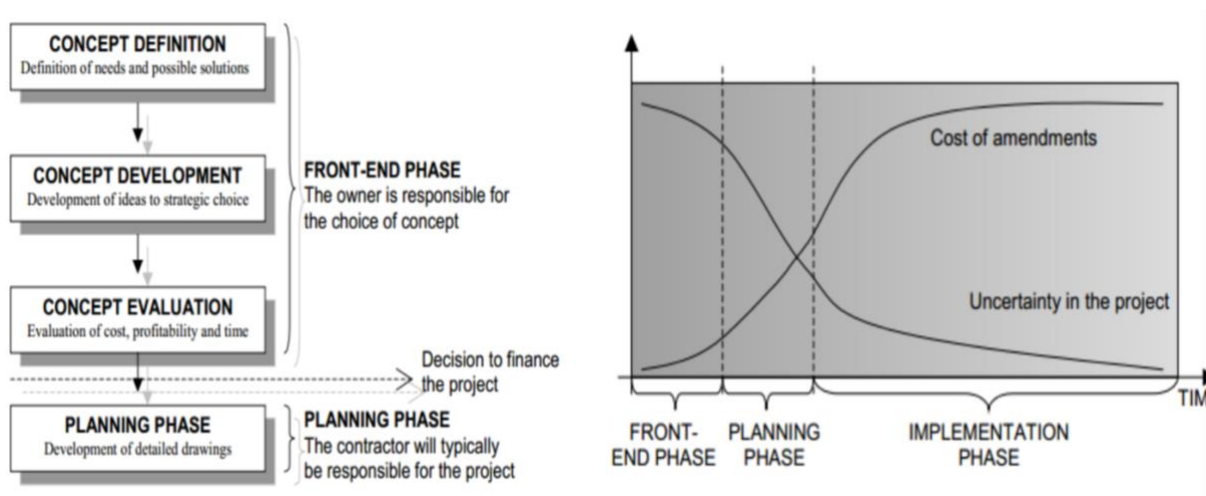 CONCEPT DEFINITION
Definition of needs and possible solutions
CONCEPT DEVELOPMENT
Development of ideas to strategic choice
CONCEPT EVALUATION
Evaluation of cost, profitability and time
PLANNING PHASE
Development of detailed drawings
FRONT-END PHASE
The owner is responsible for
the choice of concept
Decision to finance
the project
PLANNING PHASE
The contractor will typically
be responsible for the project
Cost of amendments
Uncertainty in the project
TIM
FRONT-
END PHASE
PLANNING
PHASE
IMPLEMENTATION
PHASE